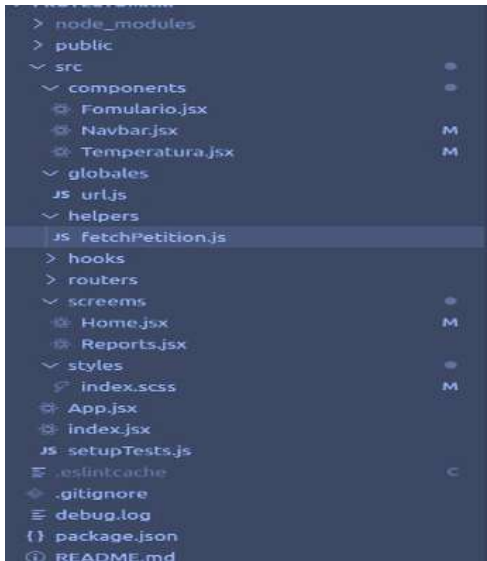 > node_modules
> public
src
components
Fomulario.jsx
Navbar.jsx M
Temperatura.jsx M
globales
JS url.js
helpers
JS fetchPetition.js
> hooks
> routers
screems
Home.jsx M
Reports.jsx
styles
index.scss M
App.jsx
index.jsx
JS setupTests.js
.eslintcache C
.gitignore
debug.log
{} package.json
README.md